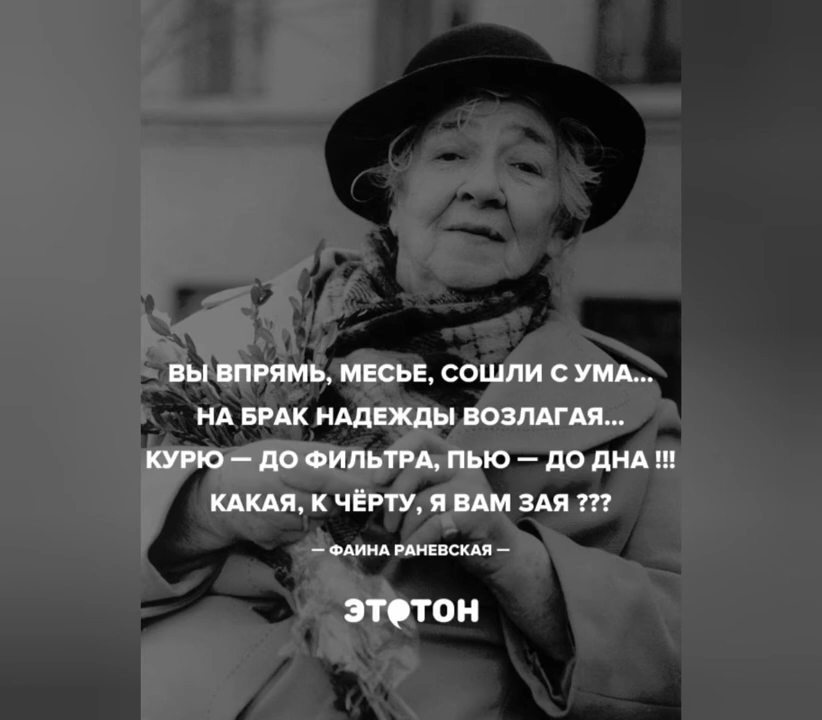 ВЫ ВПРЯМЬ, МЕСЬЕ, СОШЛИ С УМА...
НА БРАК НАДЕЖДЫ ВОЗЛАГАЯ...
КУРЮ — ДО ФИЛЬТРА, ПЬЮ — ДО ДНА !!!
КАКАЯ, К ЧЁРТУ, Я ВАМ ЗАЯ ???
— ФАИНА РАНЕВСКАЯ —
ЭТОТОН